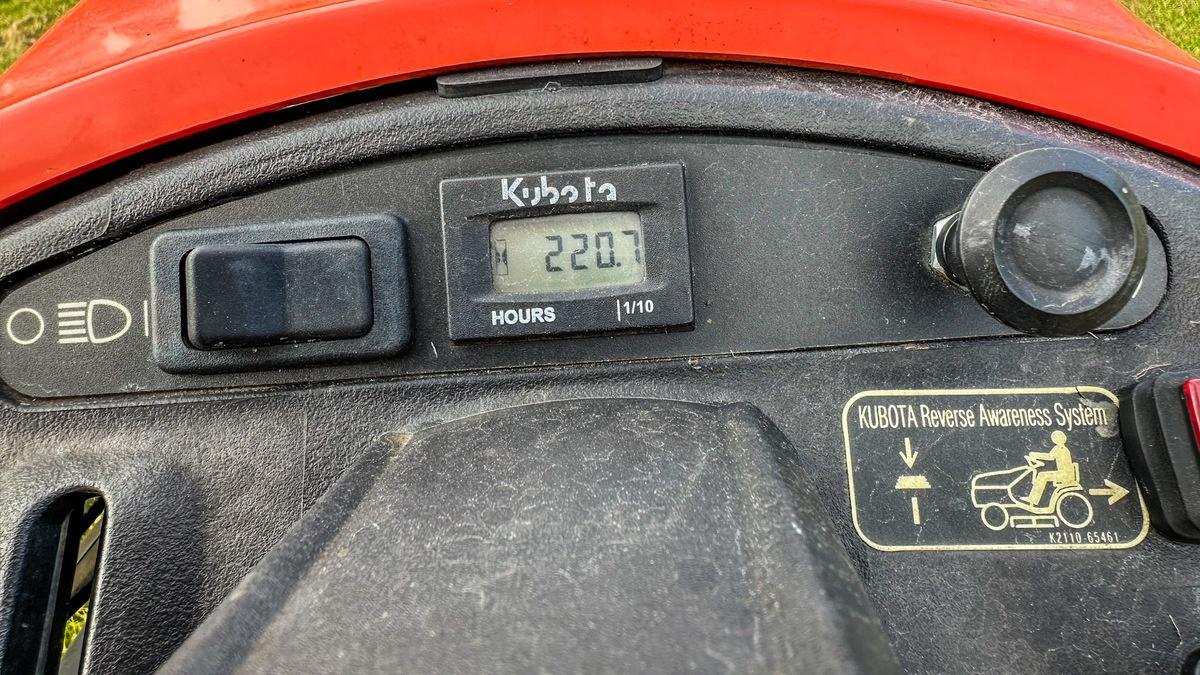 Kubota
220.7
HOURS
1/10
KUBOTA Reverse Awareness System
K2110-65461